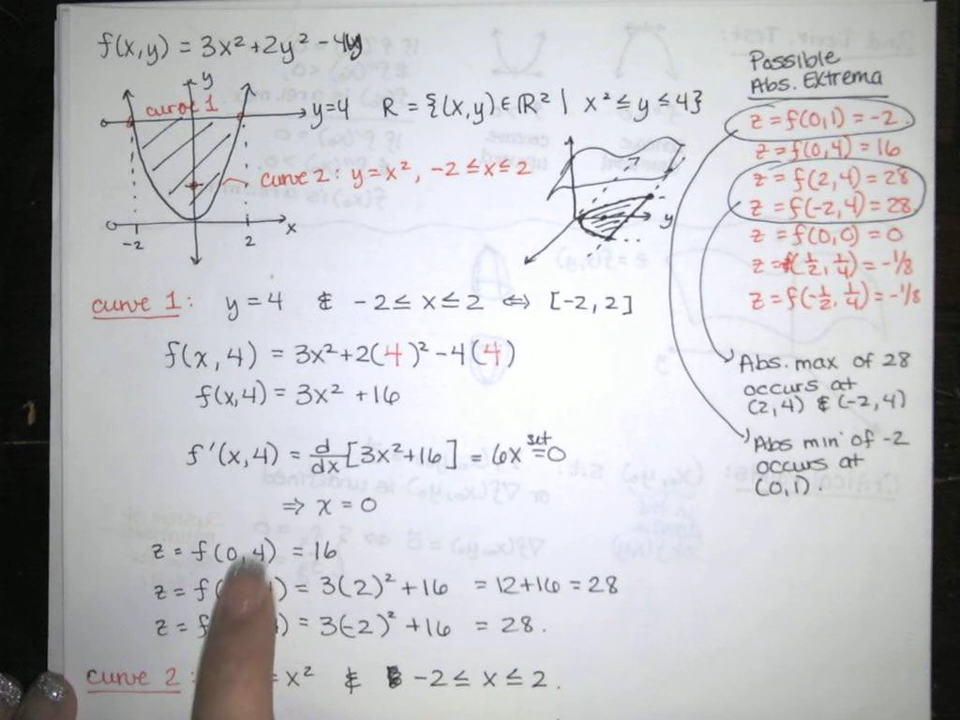 f(x,y) = 3x² + 2y² - 4y
y
curve 1
y=4 R = {(x,y) ∈ ℝ² | x² ≤ y ≤ 4}
curve 2: y = x², -2 ≤ x ≤ 2
-2
2
x
y
Possible
Abs. Extrema
z = f(0,1) = -2.
z = f(0,4) = 16
z = f(2,4) = 28
z = f(-2,4) = 28
z = f(0,0) = 0
z = f(½, ¼) = -1/8
z = f(-½, ¼) = -1/8
Abs. max of 28
occurs at
(2,4) & (-2,4)
Abs min of -2
occurs at
(0,1).
curve 1: y = 4 & -2 ≤ x ≤ 2 ⇔ [-2,2]
f(x, 4) = 3x² + 2(4)² - 4(4)
f(x,4) = 3x² + 16
f'(x,4) = d/dx [3x²+16] = 6x set = 0
⇒ x = 0
z = f(0,4) = 16
z = f( ) = 3(2)² + 16 = 12+16 = 28
z = f ) = 3(-2)² + 16 = 28.
curve 2: = x² & -2 ≤ x ≤ 2.